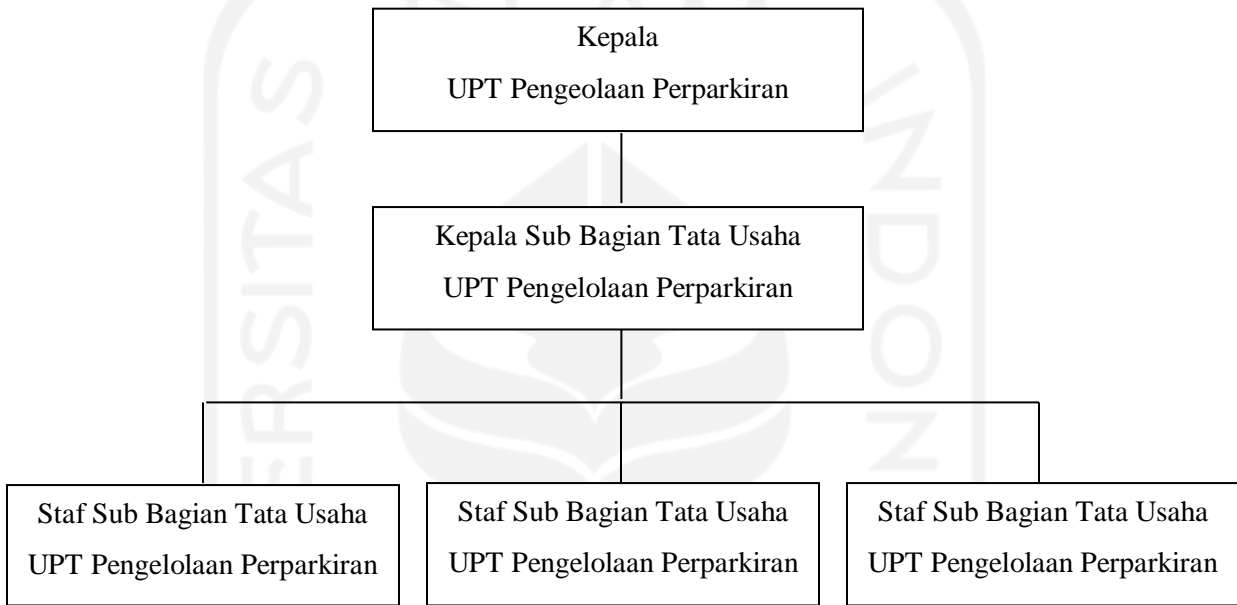 Kepala
UPT Pengeolaan Perparkiran
Kepala Sub Bagian Tata Usaha
UPT Pengelolaan Perparkiran
Staf Sub Bagian Tata Usaha
UPT Pengelolaan Perparkiran
Staf Sub Bagian Tata Usaha
UPT Pengelolaan Perparkiran
Staf Sub Bagian Tata Usaha
UPT Pengelolaan Perparkiran